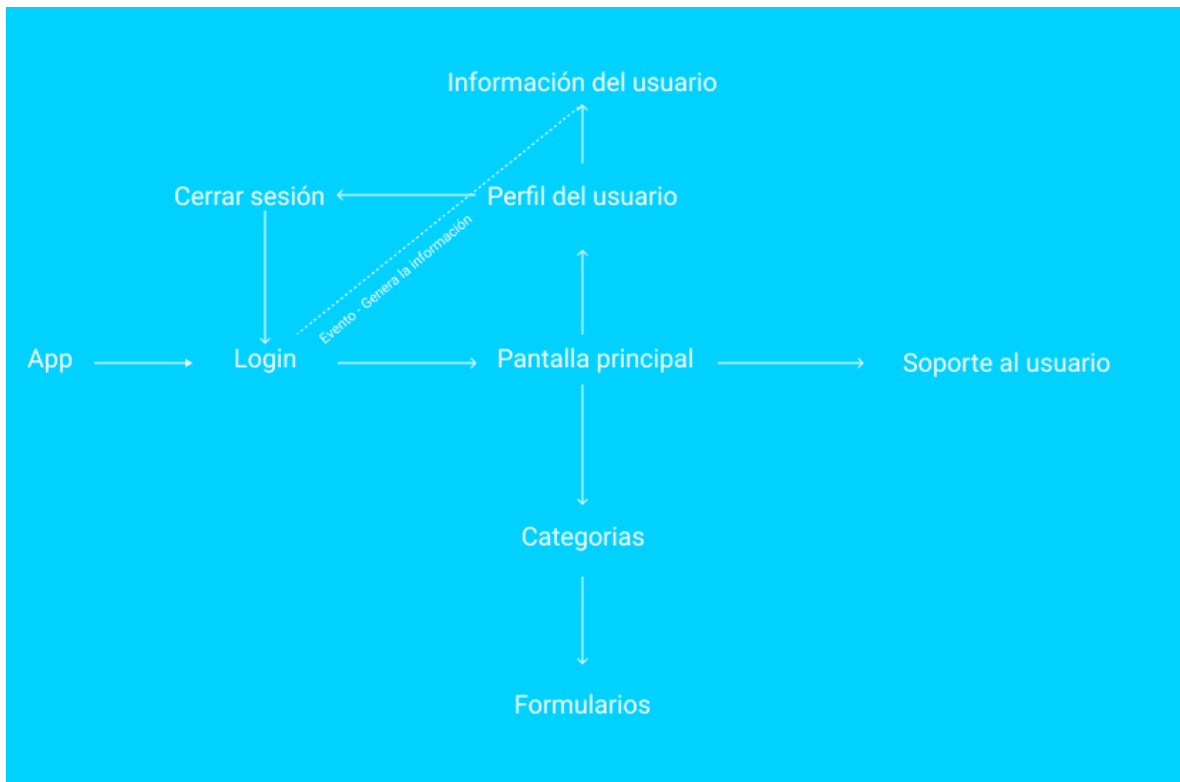 Información del usuario
Cerrar sesión
Perfil del usuario
Evento - Genera la información
App
Login
Pantalla principal
Soporte al usuario
Categorias
Formularios